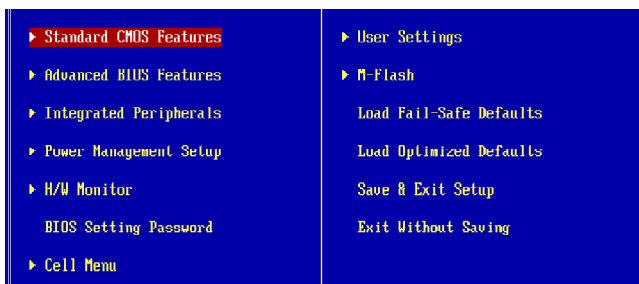 Standard CMOS Features
Advanced BIOS Features
Integrated Peripherals
Power Management Setup
H/W Monitor
BIOS Setting Password
Cell Menu
User Settings
M-Flash
Load Fail-Safe Defaults
Load Optimized Defaults
Save & Exit Setup
Exit Without Saving